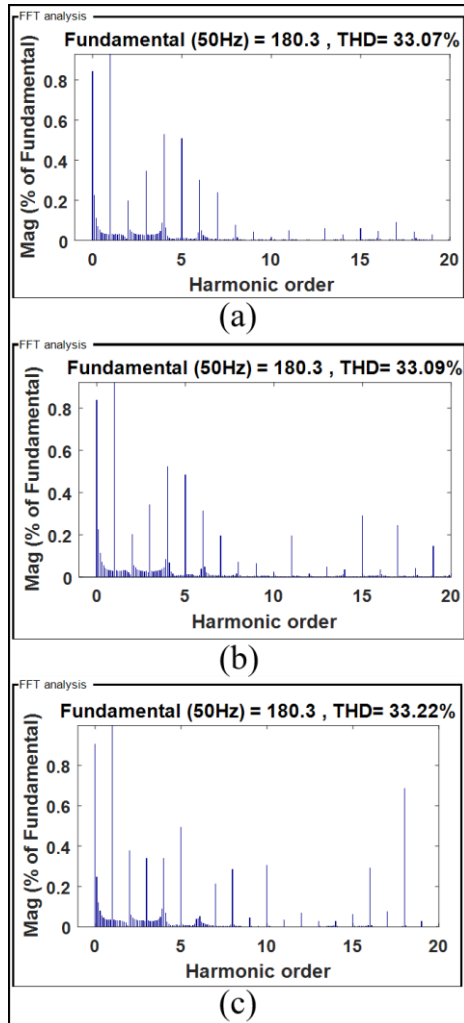 FFT analysis
Fundamental (50Hz) = 180.3 , THD= 33.07%
Mag (% of Fundamental)
0.8
0.6
0.4
0.2
0
0 5 10 15 20
Harmonic order
(a)
FFT analysis
Fundamental (50Hz) = 180.3 , THD= 33.09%
Mag (% of Fundamental)
0.8
0.6
0.4
0.2
0
0 5 10 15 20
Harmonic order
(b)
FFT analysis
Fundamental (50Hz) = 180.3 , THD= 33.22%
Mag (% of Fundamental)
0.8
0.6
0.4
0.2
0
0 5 10 15 20
Harmonic order
(c)